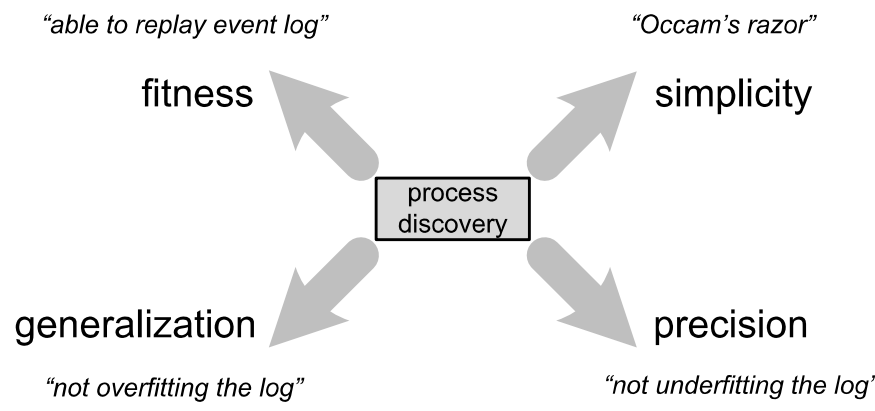 “able to replay event log”
“Occam’s razor”
fitness
simplicity
process
discovery
generalization
precision
“not overfitting the log”
“not underfitting the log’